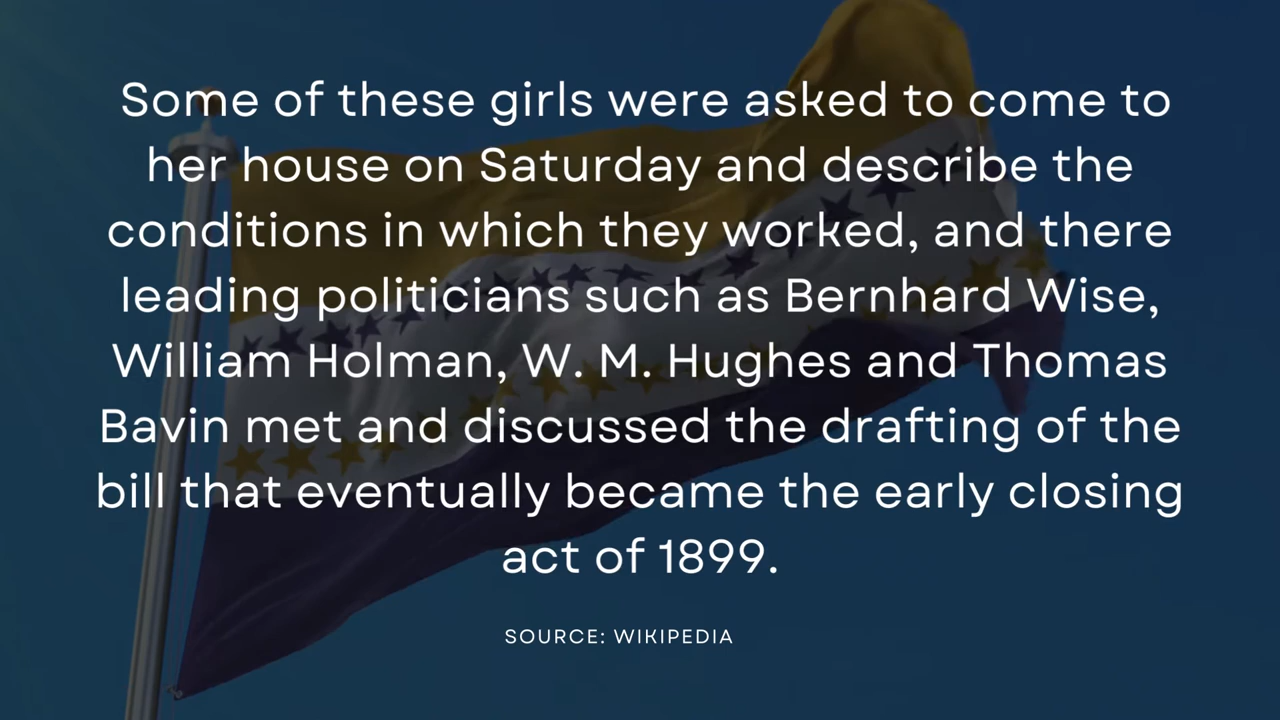 Some of these girls were asked to come to
her house on Saturday and describe the
conditions in which they worked, and there
leading politicians such as Bernhard Wise,
William Holman, W. M. Hughes and Thomas
Bavin met and discussed the drafting of the
bill that eventually became the early closing
act of 1899.
SOURCE: WIKIPEDIA